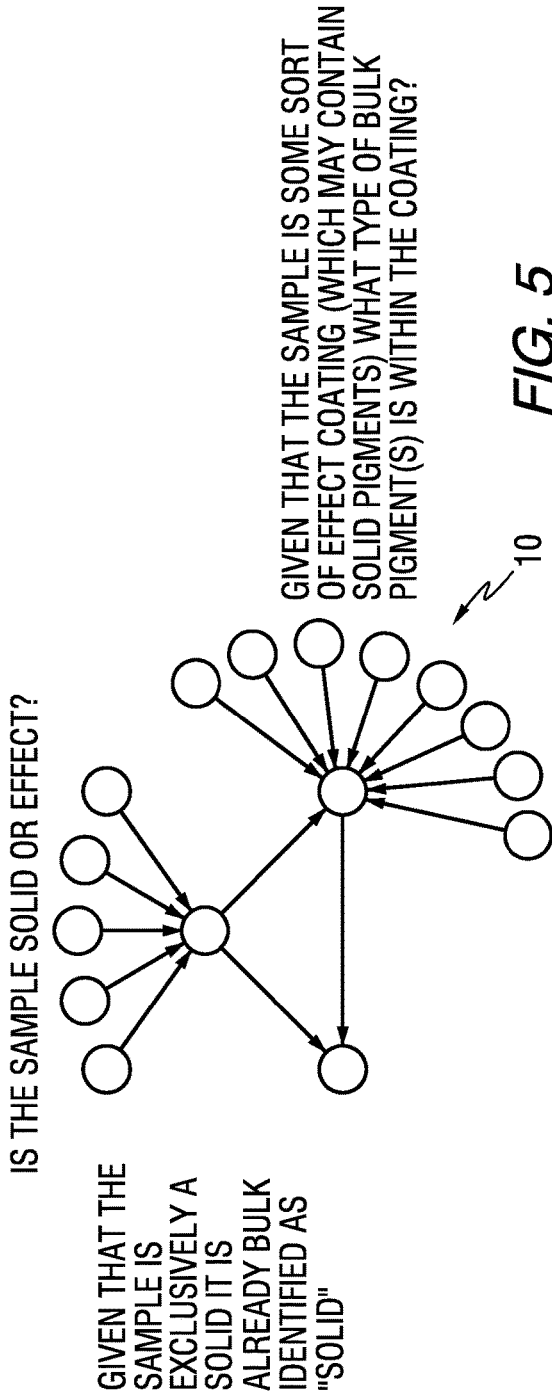 IS THE SAMPLE SOLID OR EFFECT?
GIVEN THAT THE
SAMPLE IS
EXCLUSIVELY A
SOLID IT IS
ALREADY BULK
IDENTIFIED AS
"SOLID"
GIVEN THAT THE SAMPLE IS SOME SORT
OF EFFECT COATING (WHICH MAY CONTAIN
SOLID PIGMENTS) WHAT TYPE OF BULK
PIGMENT(S) IS WITHIN THE COATING?
10
FIG. 5